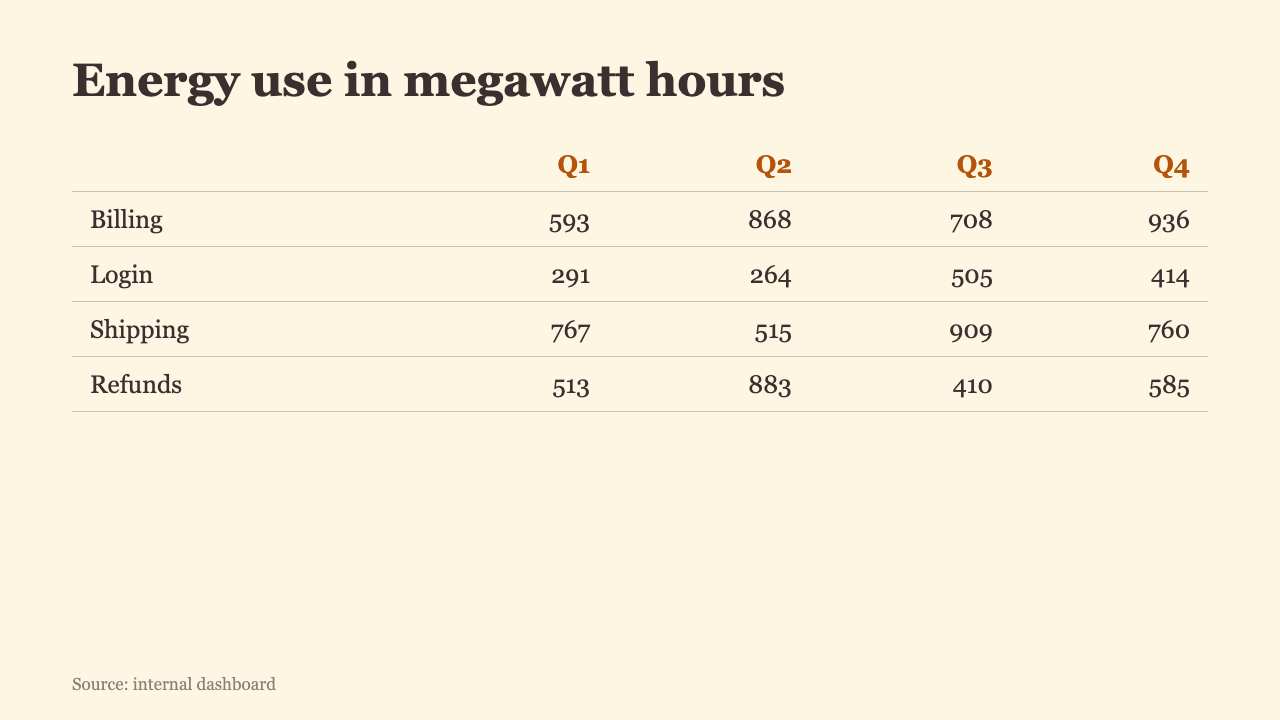 Energy use in megawatt hours
Q1 Q2 Q3 Q4
Billing 593 868 708 936
Login 291 264 505 414
Shipping 767 515 909 760
Refunds 513 883 410 585
Source: internal dashboard